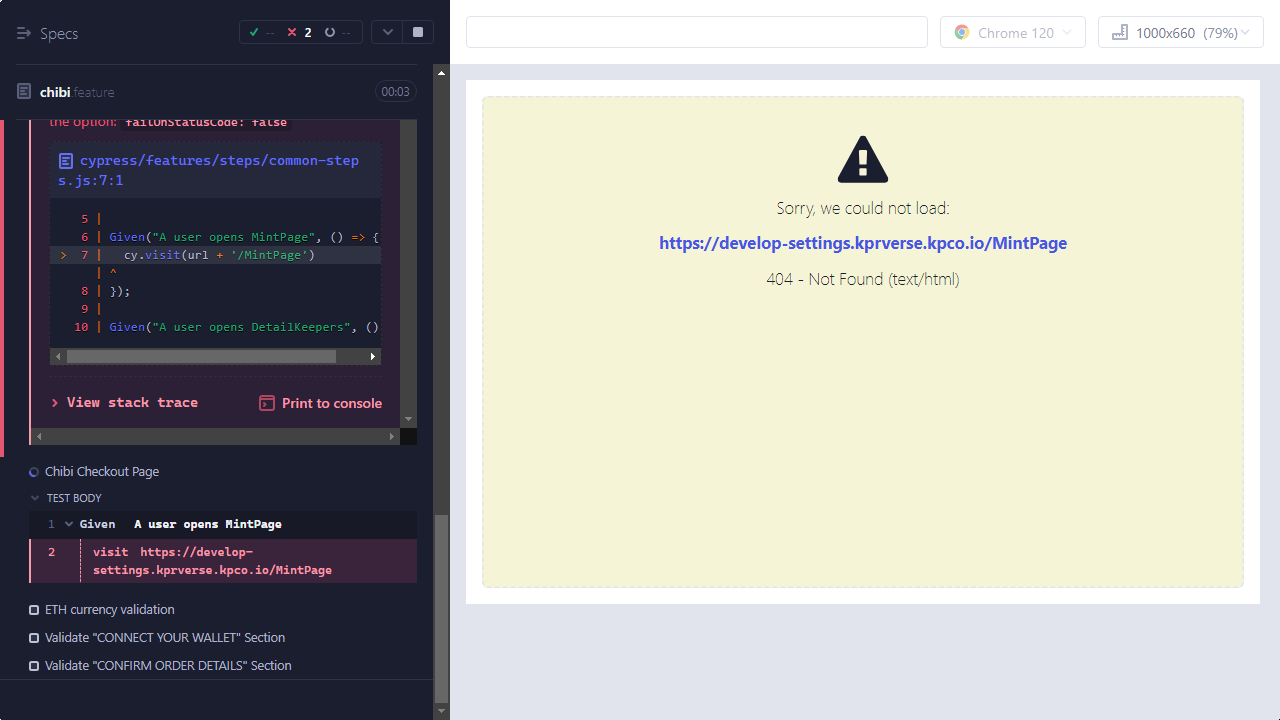 Specs
--
2
--
Chrome 120
1000x660 (79%)
chibi.feature
00:03
the option: failOnStatusCode: false
cypress/features/steps/common-step
s.js:7:1
5 |
6 | Given("A user opens MintPage", () => {
> 7 | cy.visit(url + '/MintPage')
| ^
8 | });
9 |
10 | Given("A user opens DetailKeepers", ()
> View stack trace
Print to console
Chibi Checkout Page
TEST BODY
1 Given A user opens MintPage
2 visit https://develop-
settings.kprverse.kpco.io/MintPage
ETH currency validation
Validate "CONNECT YOUR WALLET" Section
Validate "CONFIRM ORDER DETAILS" Section
Sorry, we could not load:
https://develop-settings.kprverse.kpco.io/MintPage
404 - Not Found (text/html)